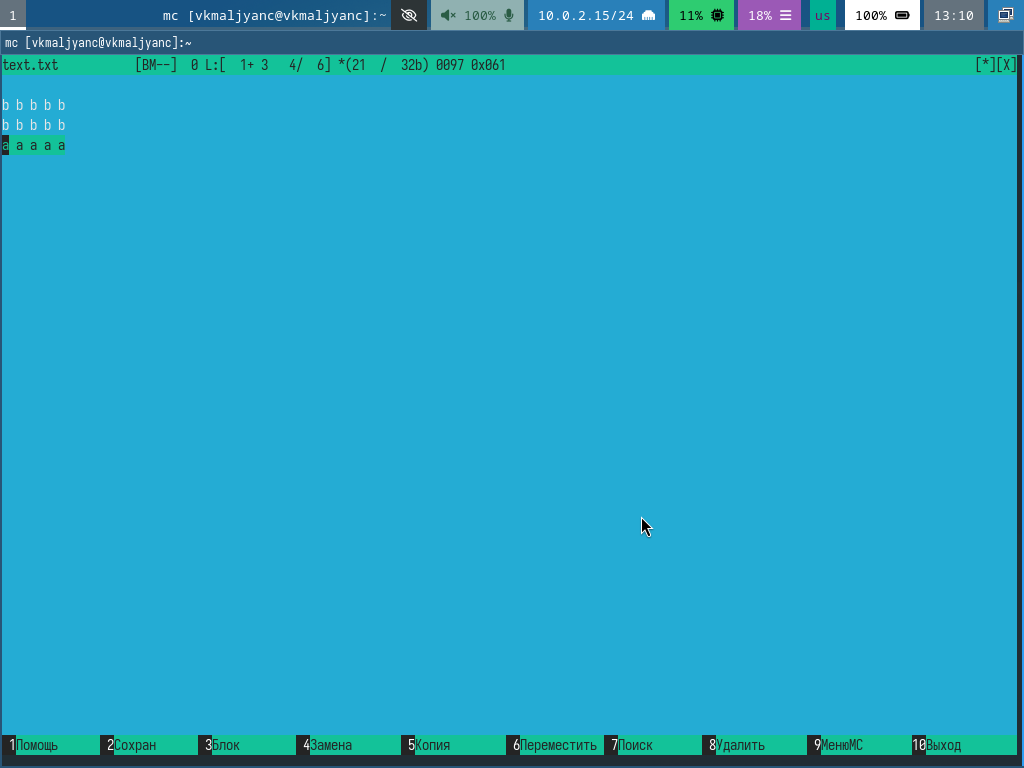 1 mc [vkmaljyanc@vkmaljyanc]:~ 100% 10.0.2.15/24 11% 18% us 100% 13:10
mc [vkmaljyanc@vkmaljyanc]:~
text.txt [BM--] 0 L:[ 1+ 3 4/ 6] *(21 / 32b) 0097 0x061 [*][X]
b b b b b
b b b b b
a a a a a
1Помощь 2Сохран 3Блок 4Замена 5Копия 6Переместить 7Поиск 8Удалить 9МенюMC 10Выход